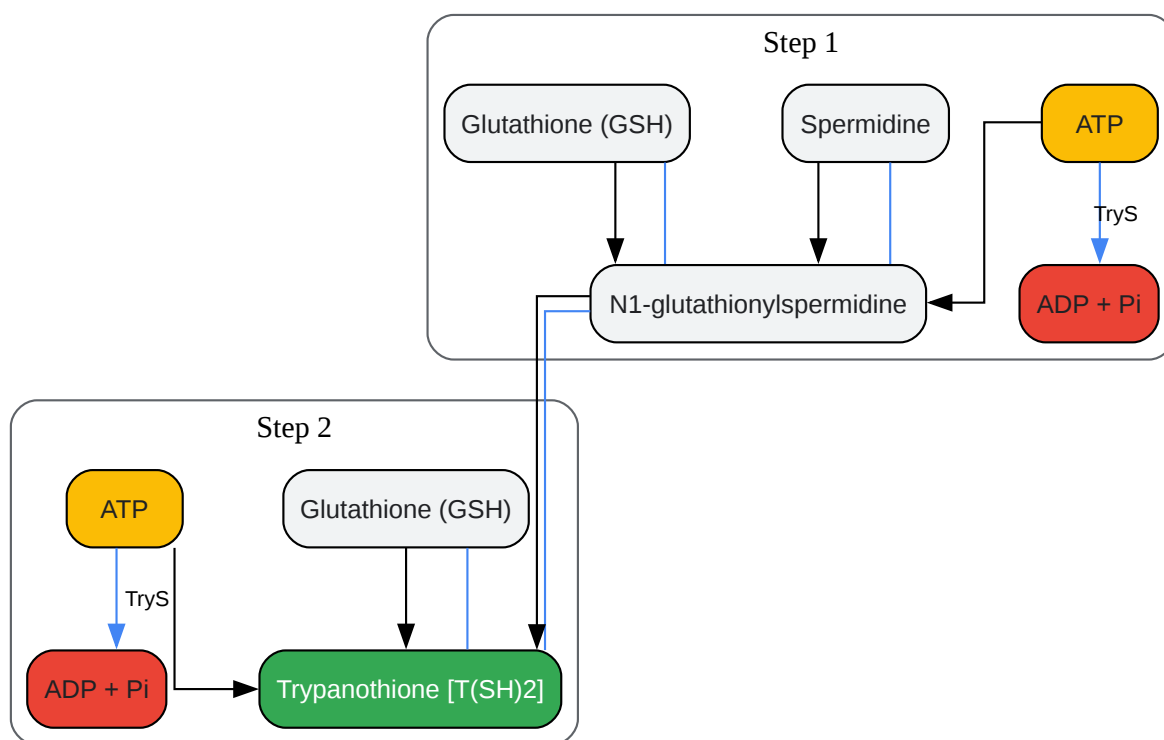 Step 1
Glutathione (GSH)
Spermidine
ATP
TryS
N1-glutathionylspermidine
ADP + Pi
Step 2
ATP
Glutathione (GSH)
TryS
ADP + Pi
Trypanothione [T(SH)2]